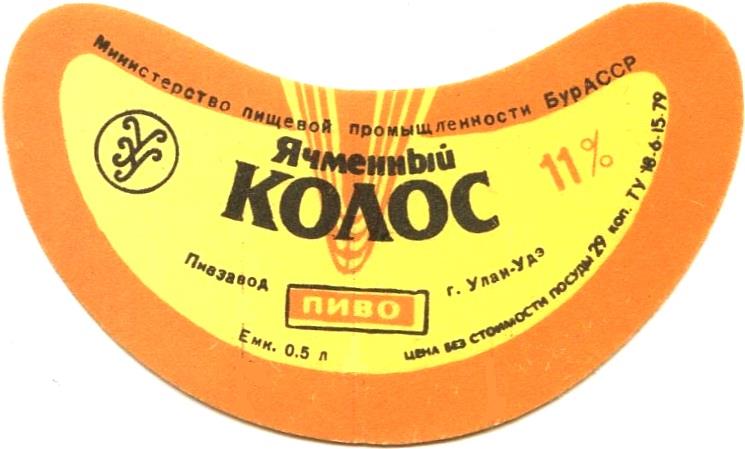 Министерство пищевой промышленности БурАССР
Ячменный
КОЛОС
11%
Пивзавод
г. Улан-Удэ
ПИВО
Емк. 0.5 л
ЦЕНА БЕЗ СТОИМОСТИ ПОСУДЫ 29 коп. ТУ 18-6-15-79